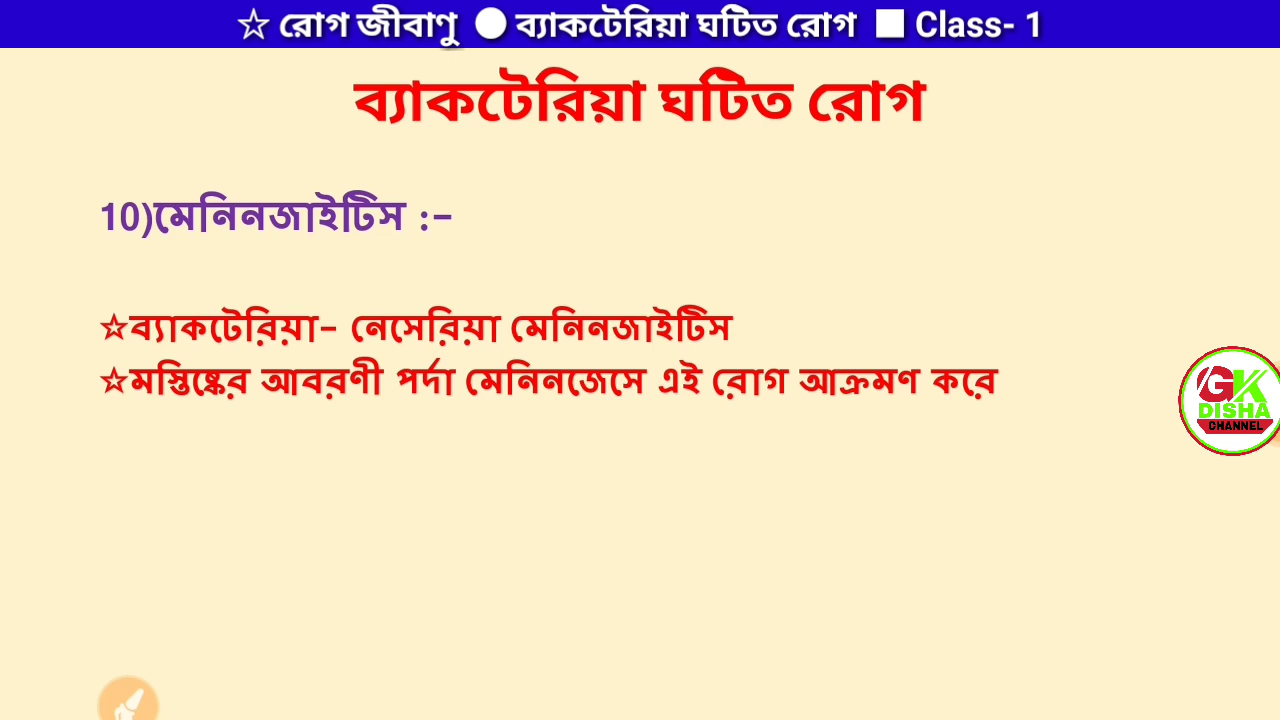 ☆ রোগ জীবাণু ● ব্যাকটেরিয়া ঘটিত রোগ ■ Class- 1
ব্যাকটেরিয়া ঘটিত রোগ
10)মেনিনজাইটিস :-
☆ব্যাকটেরিয়া- নেসেরিয়া মেনিনজাইটিস
☆মস্তিষ্কের আবরণী পর্দা মেনিনজেসে এই রোগ আক্রমণ করে
GK
DISHA
CHANNEL